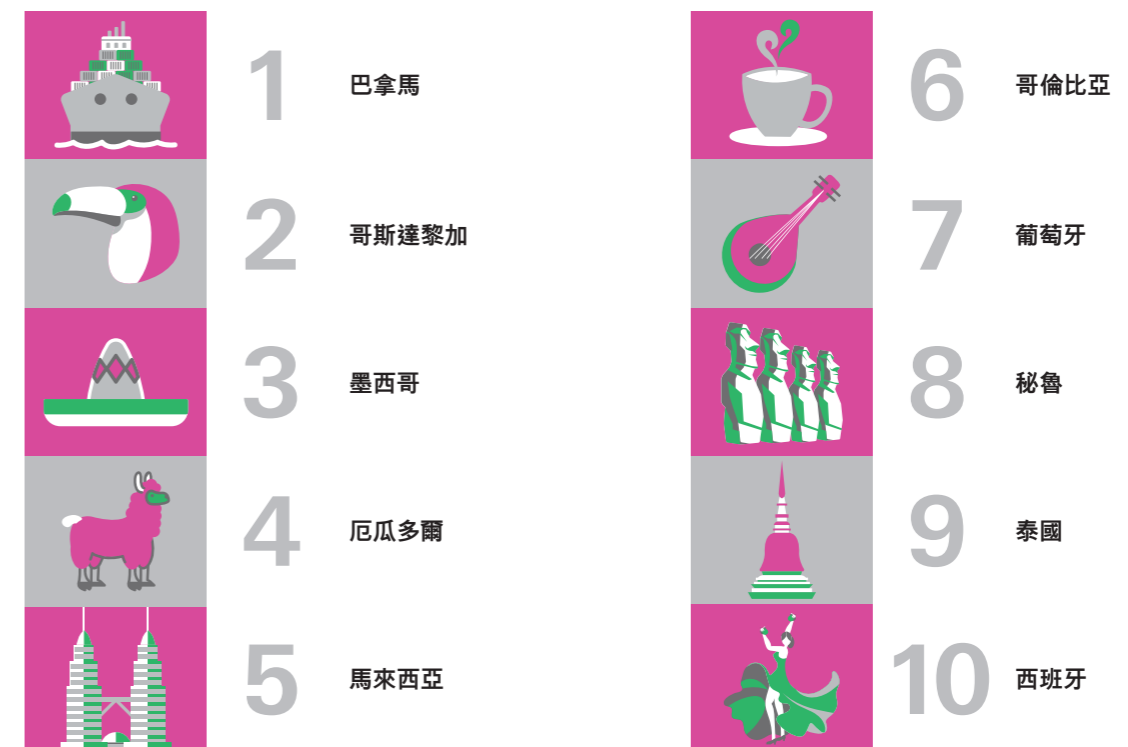 1 巴拿馬
2 哥斯達黎加
3 墨西哥
4 厄瓜多爾
5 馬來西亞
6 哥倫比亞
7 葡萄牙
8 秘魯
9 泰國
10 西班牙